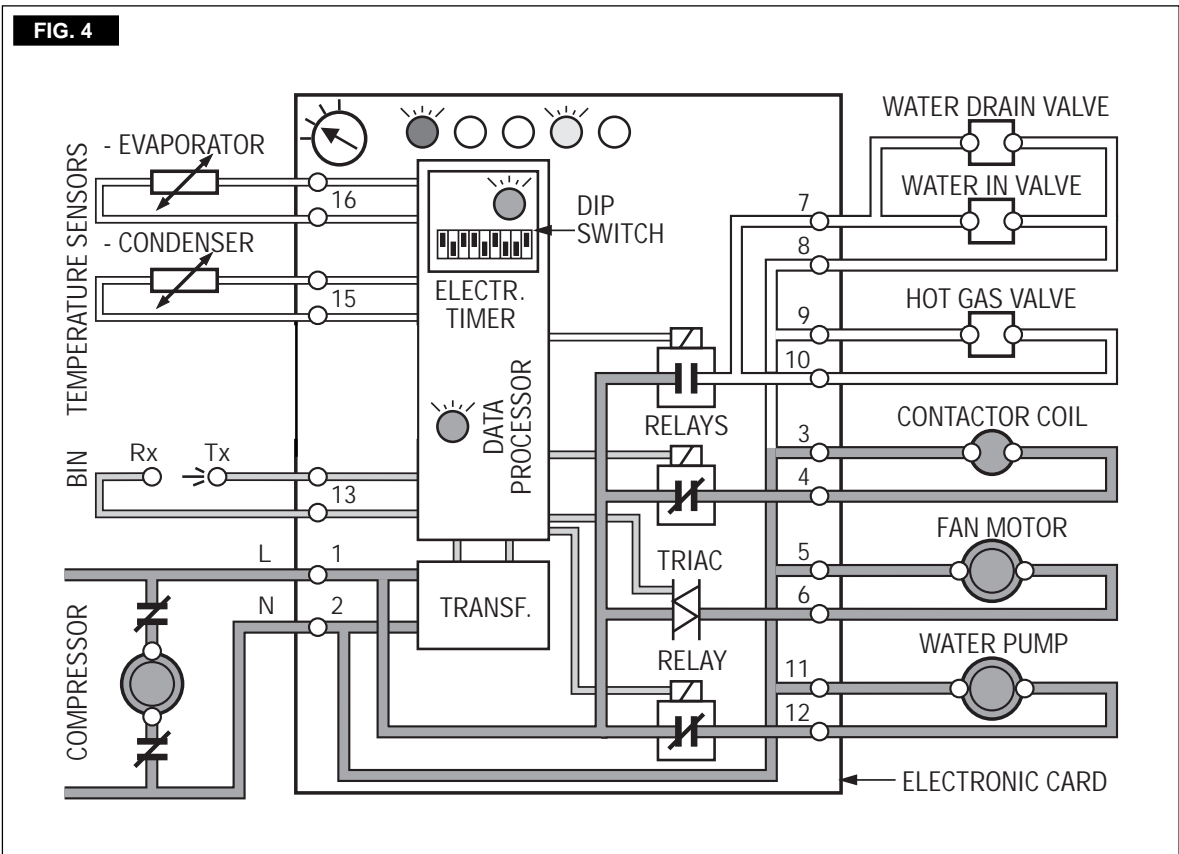 FIG. 4
WATER DRAIN VALVE
- EVAPORATOR
TEMPERATURE SENSORS
16
DIP
SWITCH
7
WATER IN VALVE
- CONDENSER
8
15
ELECTR.
TIMER
9
HOT GAS VALVE
10
DATA
PROCESSOR
RELAYS
CONTACTOR COIL
BIN
Rx
Tx
3
13
4
L
1
TRIAC
5
FAN MOTOR
N
2
TRANSF.
6
COMPRESSOR
RELAY
WATER PUMP
11
12
ELECTRONIC CARD